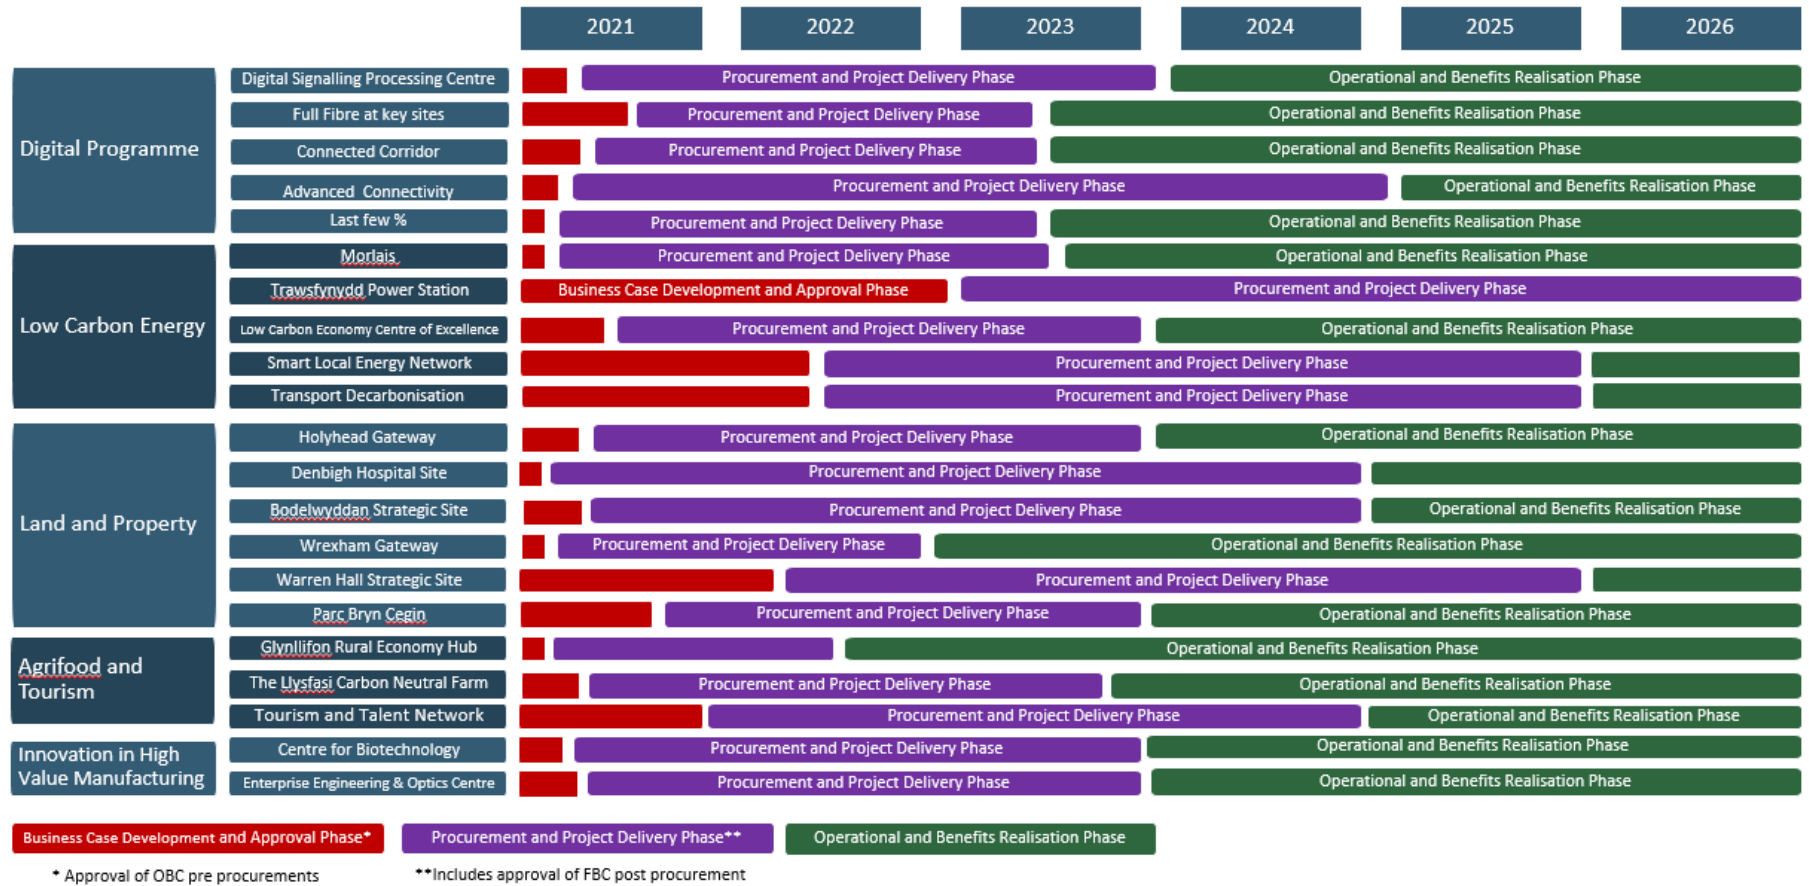 2021 2022 2023 2024 2025 2026
Digital Programme
Digital Signalling Processing Centre Procurement and Project Delivery Phase Operational and Benefits Realisation Phase
Full Fibre at key sites Procurement and Project Delivery Phase Operational and Benefits Realisation Phase
Connected Corridor Procurement and Project Delivery Phase Operational and Benefits Realisation Phase
Advanced Connectivity Procurement and Project Delivery Phase Operational and Benefits Realisation Phase
Last few % Procurement and Project Delivery Phase Operational and Benefits Realisation Phase
Low Carbon Energy
Morlais Procurement and Project Delivery Phase Operational and Benefits Realisation Phase
Trawsfynydd Power Station Business Case Development and Approval Phase Procurement and Project Delivery Phase
Low Carbon Economy Centre of Excellence Procurement and Project Delivery Phase Operational and Benefits Realisation Phase
Smart Local Energy Network Procurement and Project Delivery Phase
Transport Decarbonisation Procurement and Project Delivery Phase
Land and Property
Holyhead Gateway Procurement and Project Delivery Phase Operational and Benefits Realisation Phase
Denbigh Hospital Site Procurement and Project Delivery Phase
Bodelwyddan Strategic Site Procurement and Project Delivery Phase Operational and Benefits Realisation Phase
Wrexham Gateway Procurement and Project Delivery Phase Operational and Benefits Realisation Phase
Warren Hall Strategic Site Procurement and Project Delivery Phase
Parc Bryn Cegin Procurement and Project Delivery Phase Operational and Benefits Realisation Phase
Agrifood and
Tourism
Glynllifon Rural Economy Hub Operational and Benefits Realisation Phase
The Llysfasi Carbon Neutral Farm Procurement and Project Delivery Phase Operational and Benefits Realisation Phase
Tourism and Talent Network Procurement and Project Delivery Phase Operational and Benefits Realisation Phase
Innovation in High
Value Manufacturing
Centre for Biotechnology Procurement and Project Delivery Phase Operational and Benefits Realisation Phase
Enterprise Engineering & Optics Centre Procurement and Project Delivery Phase Operational and Benefits Realisation Phase
Business Case Development and Approval Phase* Procurement and Project Delivery Phase** Operational and Benefits Realisation Phase
* Approval of OBC pre procurements **Includes approval of FBC post procurement